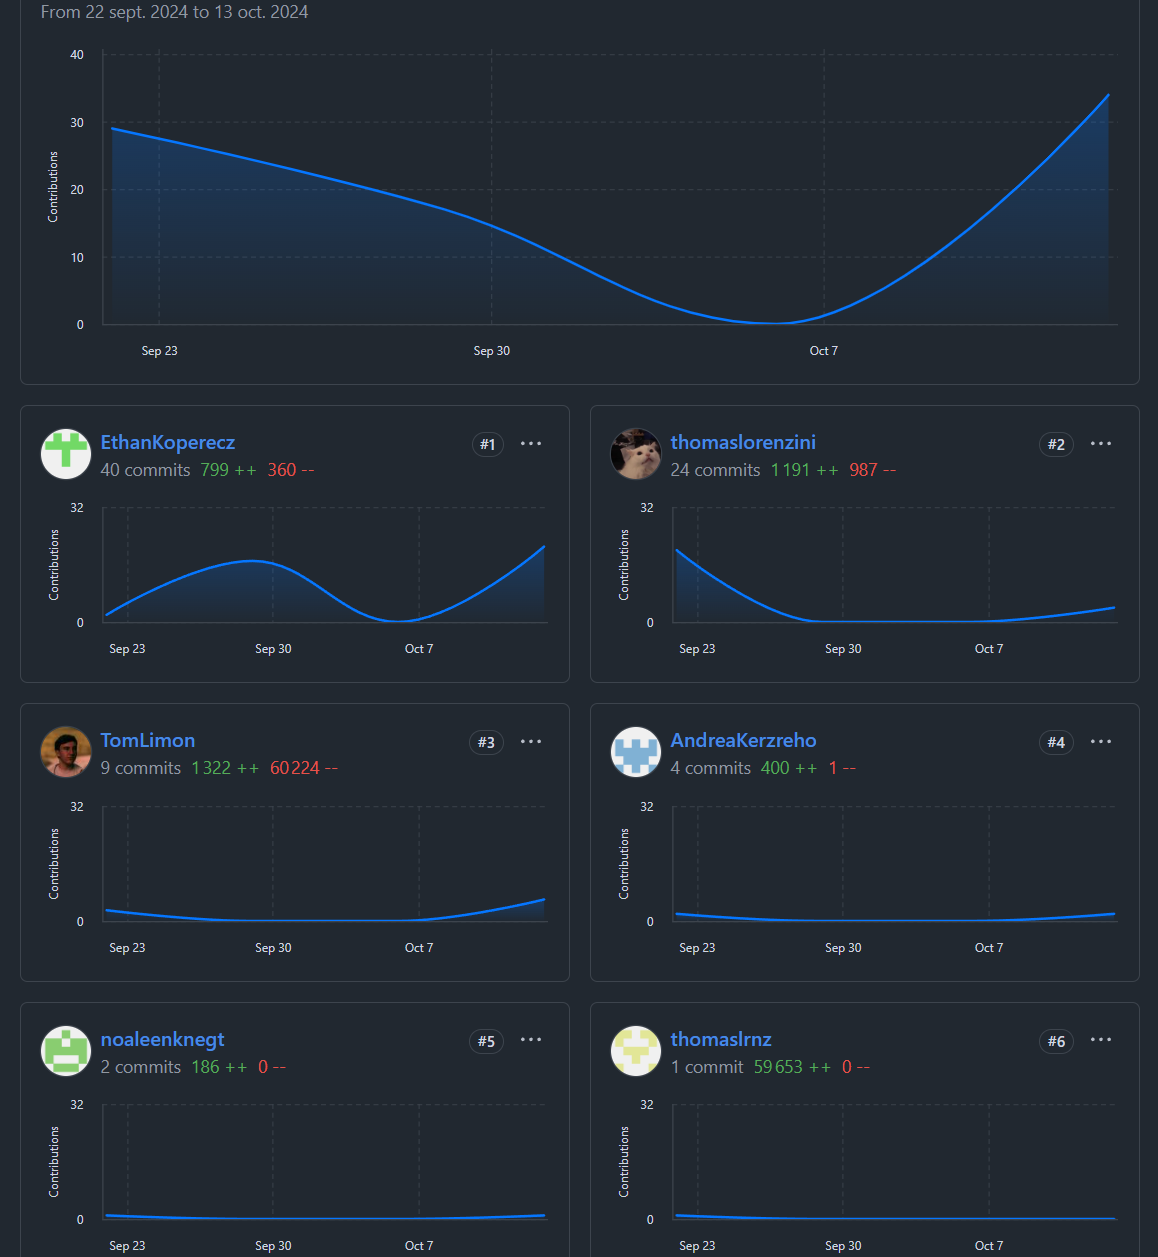 From 22 sept. 2024 to 13 oct. 2024
40
30
20
10
0
Contributions
Sep 23
Sep 30
Oct 7
EthanKoperecz
#1
40 commits 799 ++ 360 --
32
0
Contributions
Sep 23
Sep 30
Oct 7
thomaslorenzini
#2
24 commits 1 191 ++ 987 --
32
0
Contributions
Sep 23
Sep 30
Oct 7
TomLimon
#3
9 commits 1 322 ++ 60 224 --
32
0
Contributions
Sep 23
Sep 30
Oct 7
AndreaKerzreho
#4
4 commits 400 ++ 1 --
32
0
Contributions
Sep 23
Sep 30
Oct 7
noaleenknegt
#5
2 commits 186 ++ 0 --
32
0
Contributions
Sep 23
Sep 30
Oct 7
thomaslrnz
#6
1 commit 59 653 ++ 0 --
32
0
Contributions
Sep 23
Sep 30
Oct 7